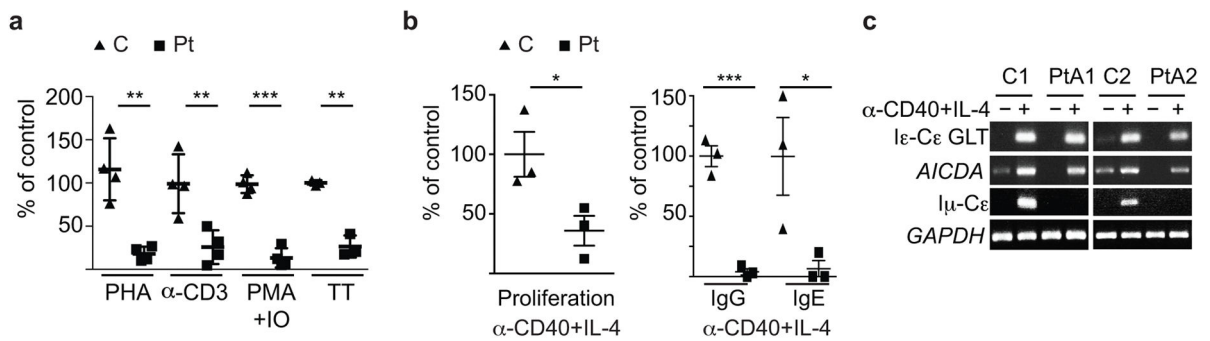 a
▲ C ■ Pt
% of control
200
150
100
50
** ** *** **
PHA α-CD3 PMA +IO TT
b
▲ C ■ Pt
% of control
150
100
50
*
Proliferation
α-CD40+IL-4
% of control
150
100
50
*** *
IgG IgE
α-CD40+IL-4
c
C1 PtA1 C2 PtA2
α-CD40+IL-4 − + − + − + − +
Iε-Cε GLT
AICDA
Iμ-Cε
GAPDH